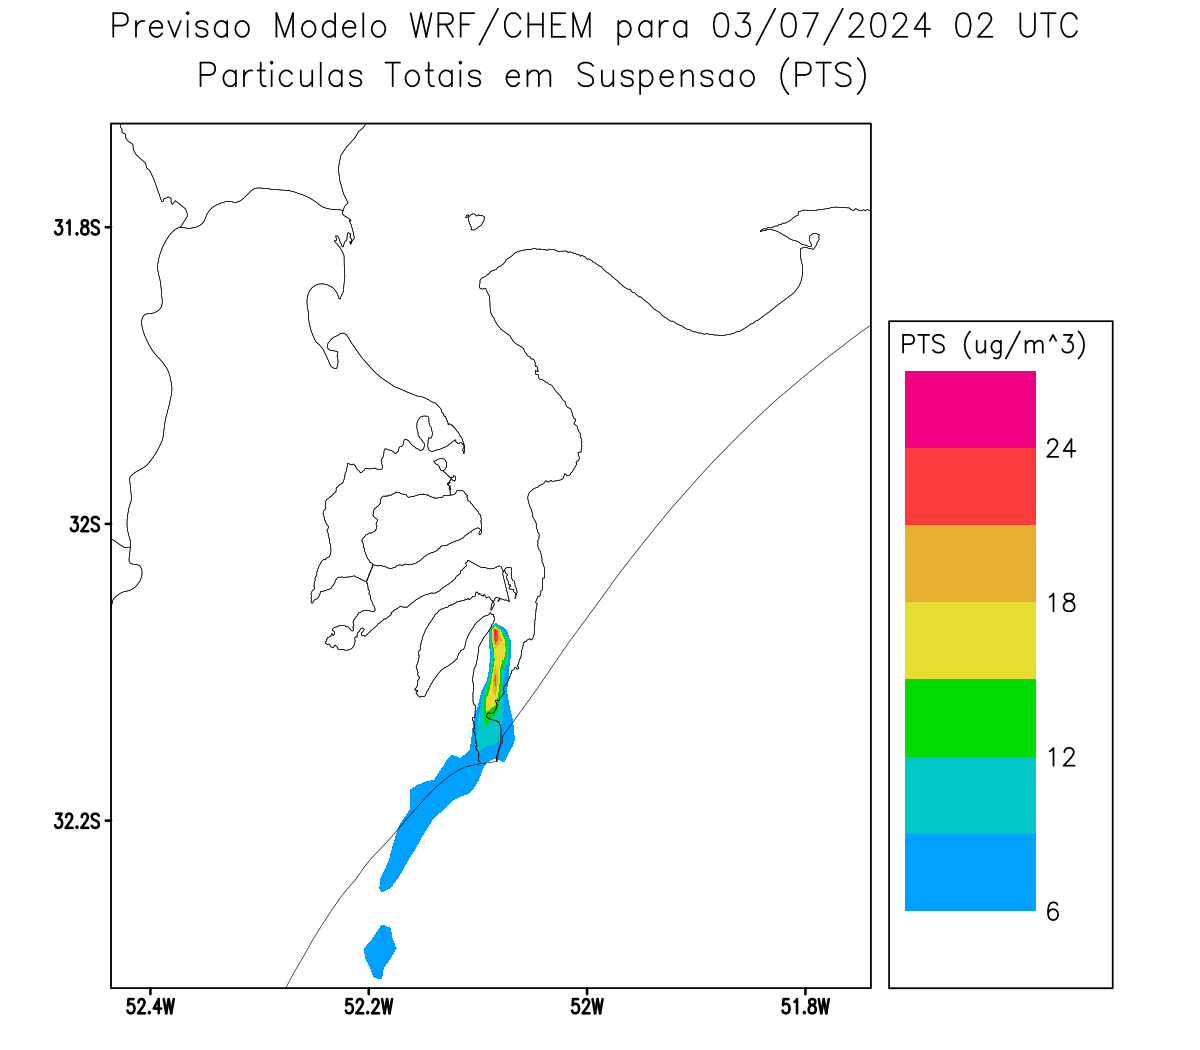 Previsao Modelo WRF/CHEM para 03/07/2024 02 UTC
Particulas Totais em Suspensao (PTS)
31.8S
32S
32.2S
52.4W
52.2W
52W
51.8W
PTS (ug/m^3)
24
18
12
6